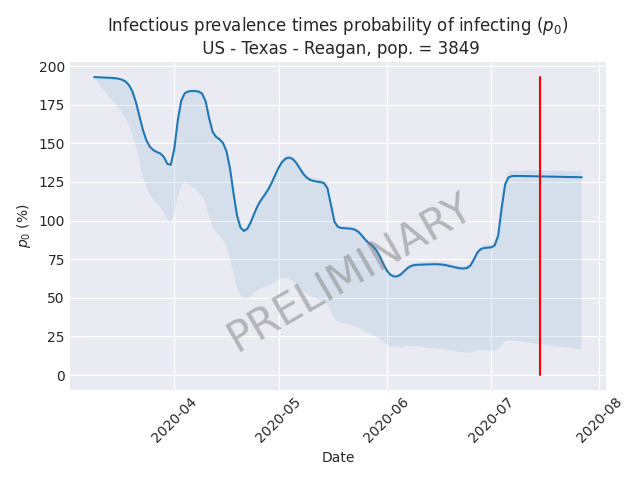 Infectious prevalence times probability of infecting (p₀)
US - Texas - Reagan, pop. = 3849
200
175
150
125
100
75
50
25
0
p₀ (%)
PRELIMINARY
2020-04
2020-05
2020-06
2020-07
2020-08
Date